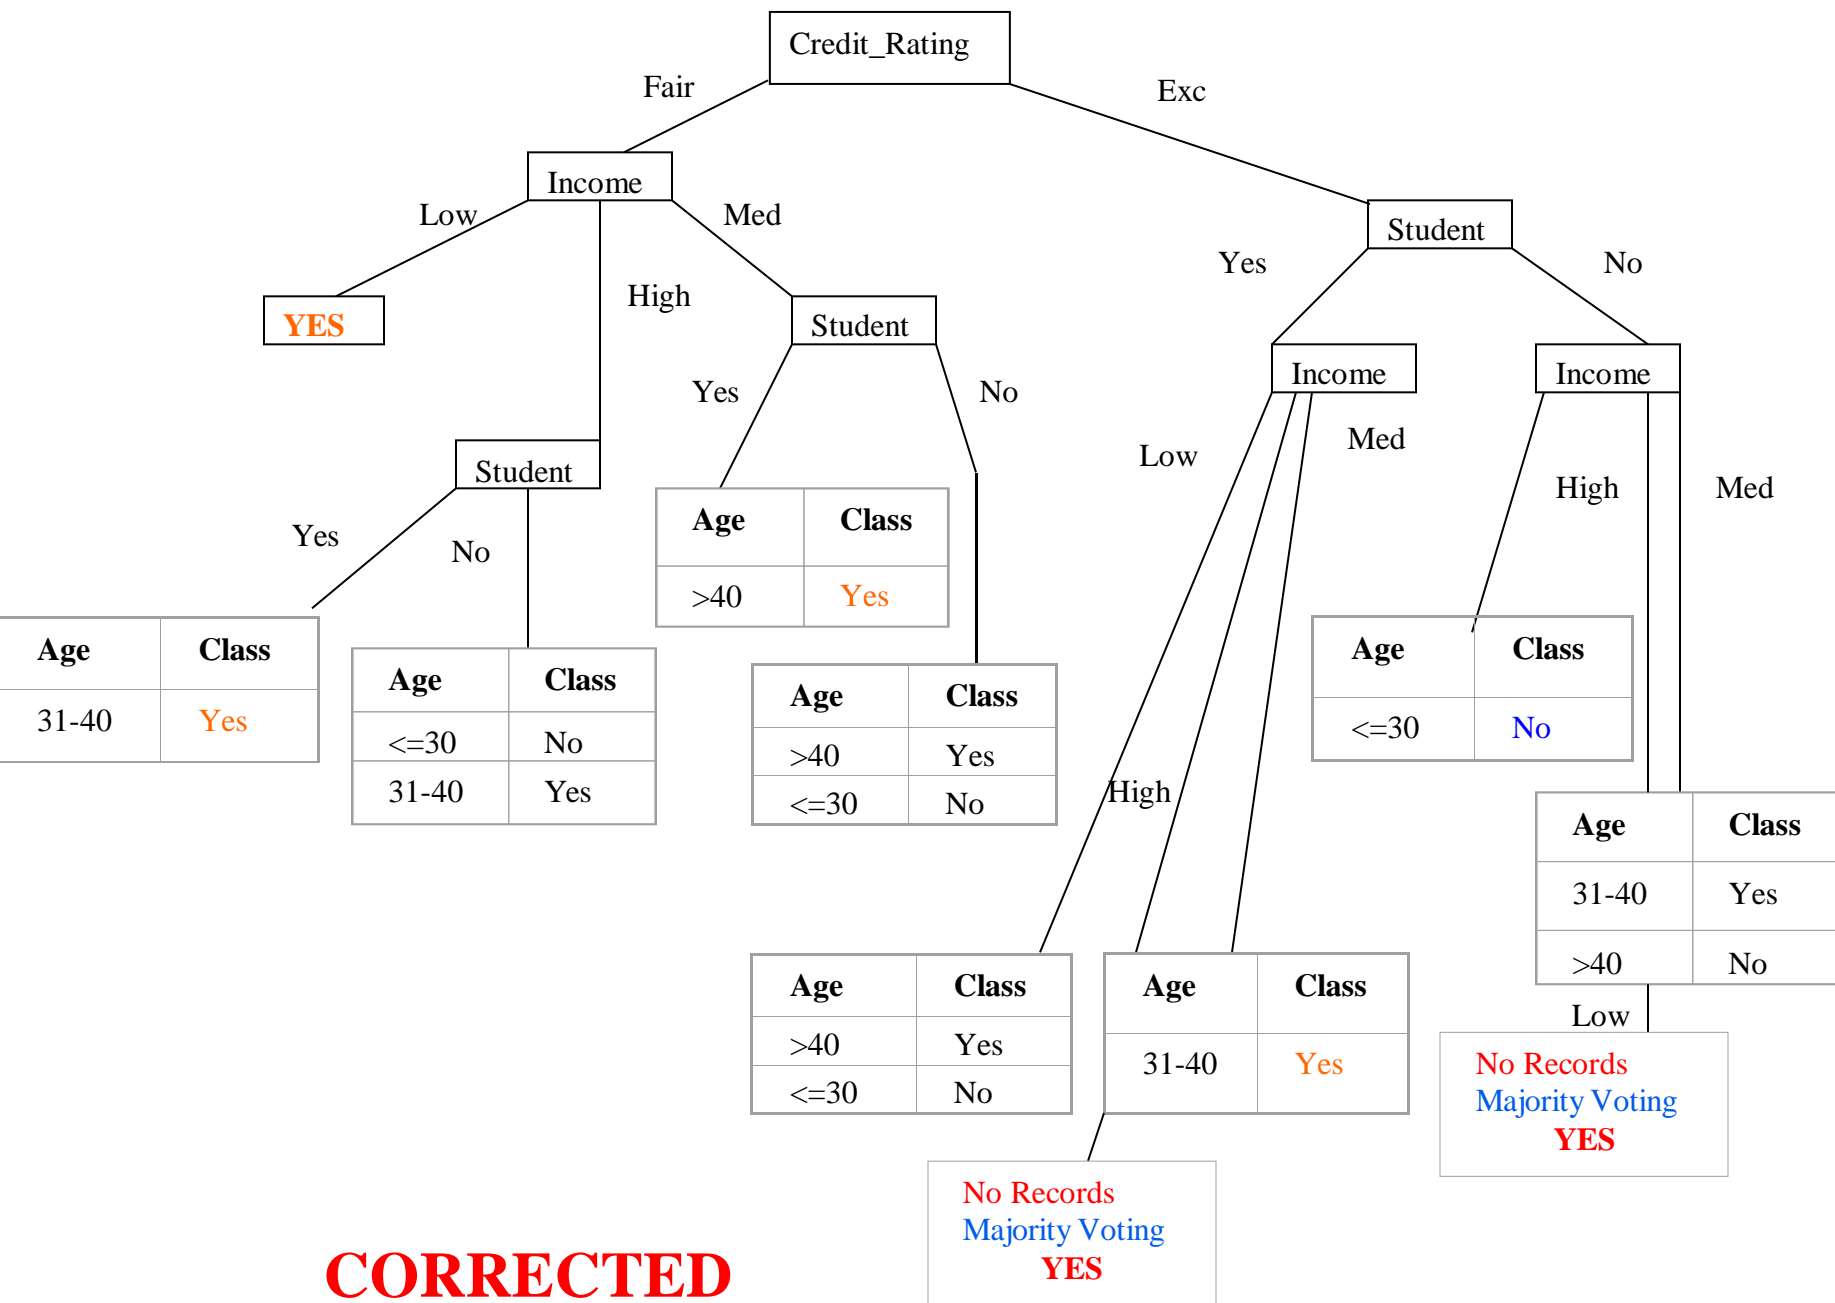 Credit_Rating
Fair
Exc
Income
Low
Med
Student
Yes
No
YES
High
Student
Income
Income
Yes
No
Low
Med
High
Med
Student
Yes
No
Age Class
>40 Yes
Age Class
31-40 Yes
Age Class
<=30 No
31-40 Yes
Age Class
>40 Yes
<=30 No
High
Age Class
<=30 No
Age Class
31-40 Yes
>40 No
Low
Age Class
>40 Yes
<=30 No
Age Class
31-40 Yes
No Records
Majority Voting
YES
No Records
Majority Voting
YES
CORRECTED